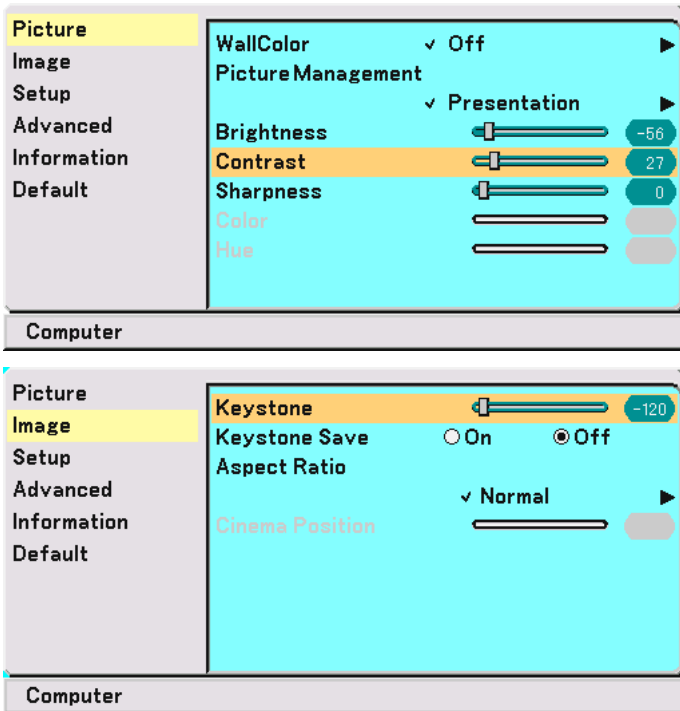 Picture
Image
Setup
Advanced
Information
Default
WallColor ✓ Off ▶
Picture Management
✓ Presentation ▶
Brightness -56
Contrast 27
Sharpness 0
Color
Hue
Computer
Picture
Image
Setup
Advanced
Information
Default
Keystone -120
Keystone Save On Off
Aspect Ratio
✓ Normal ▶
Cinema Position
Computer